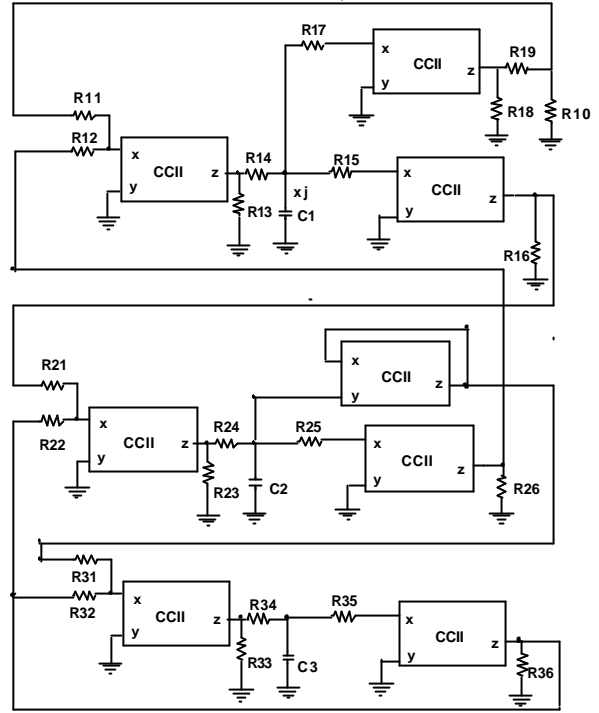 R17
x
CCII
y
z
R19
R18
R10
R11
R12
x
CCII
z
y
R14
R13
x j
C1
R15
x
CCII
y
z
R16
R21
R22
x
CCII
y
z
R24
R23
C2
x
CCII
y
z
R25
x
CCII
y
z
R26
R31
R32
x
CCII
y
z
R34
R33
C3
R35
x
CCII
y
z
R36